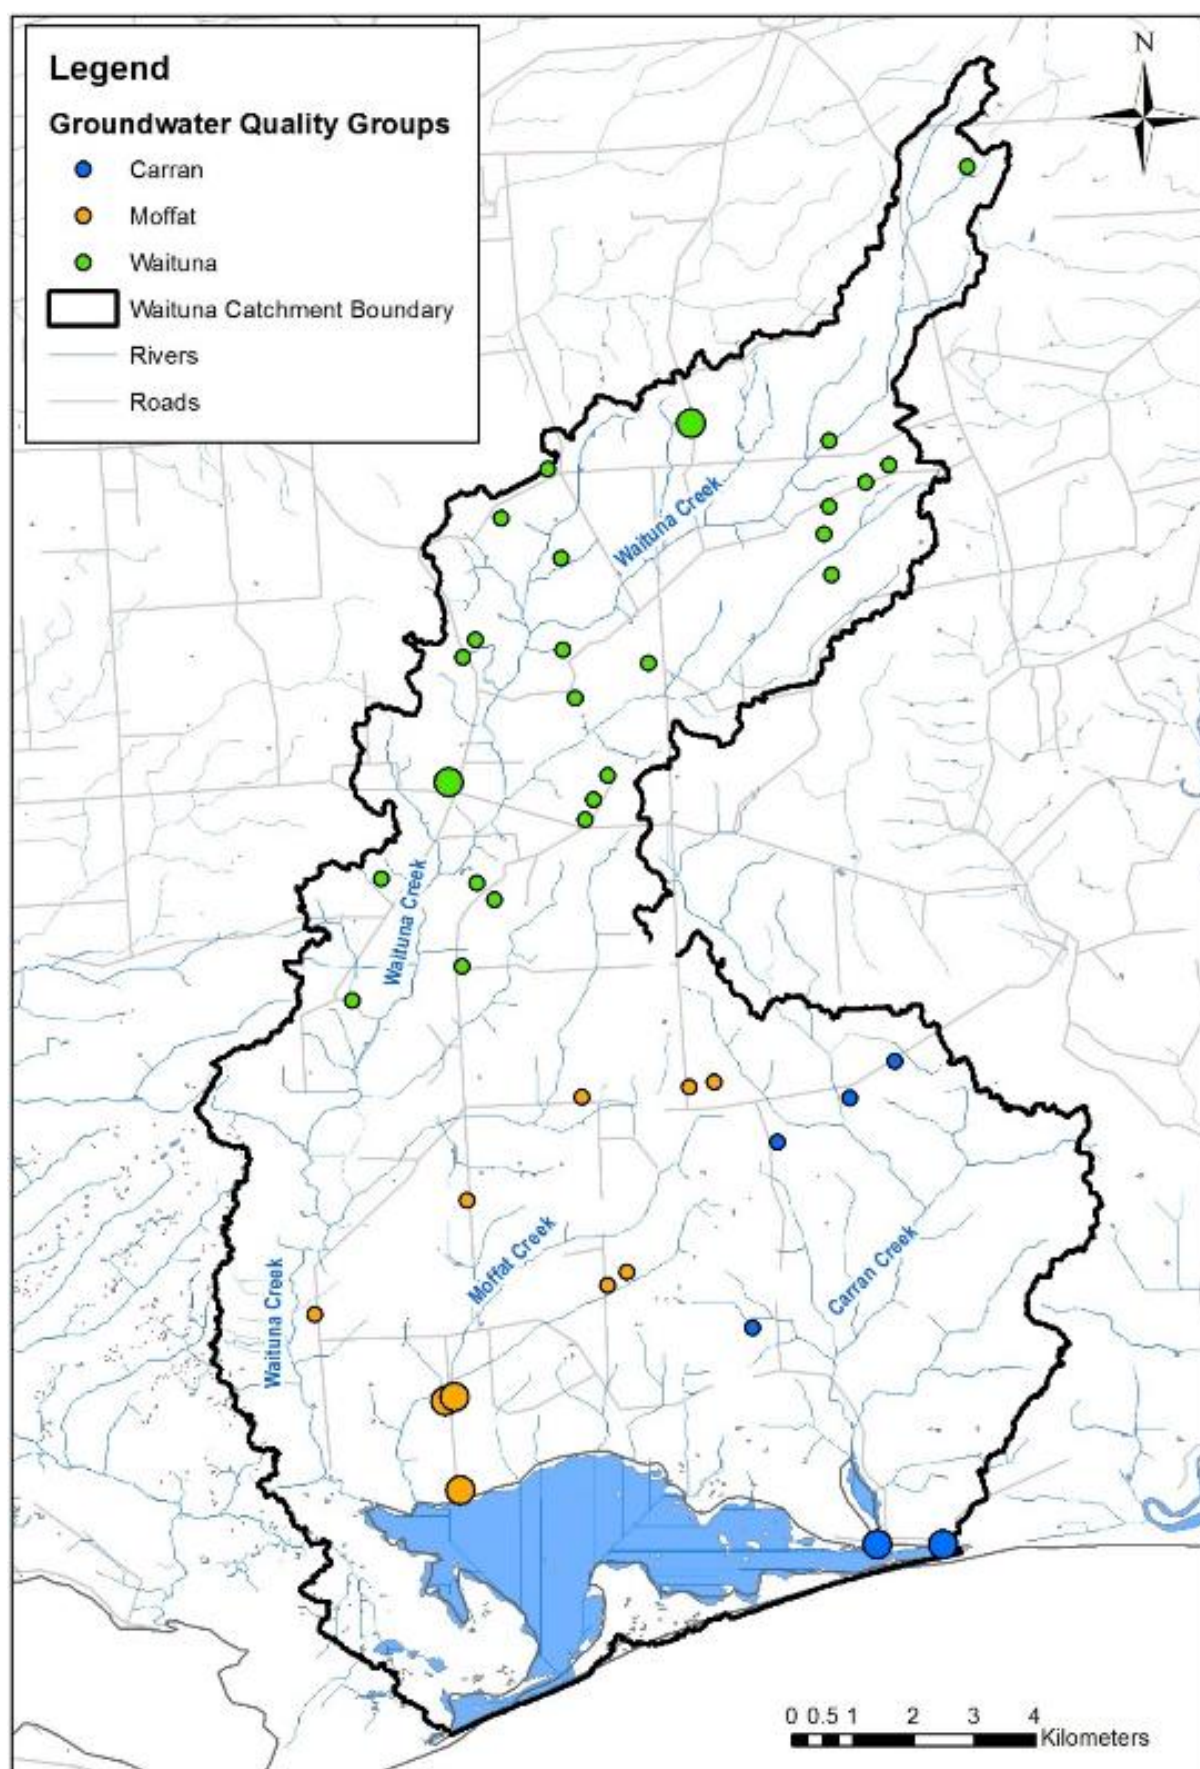 Legend
Groundwater Quality Groups
Carran
Moffat
Waituna
Waituna Catchment Boundary
Rivers
Roads
N
Waituna Creek
Waituna Creek
Moffat Creek
Carran Creek
Waituna Creek
0 0.5 1 2 3 4
Kilometers